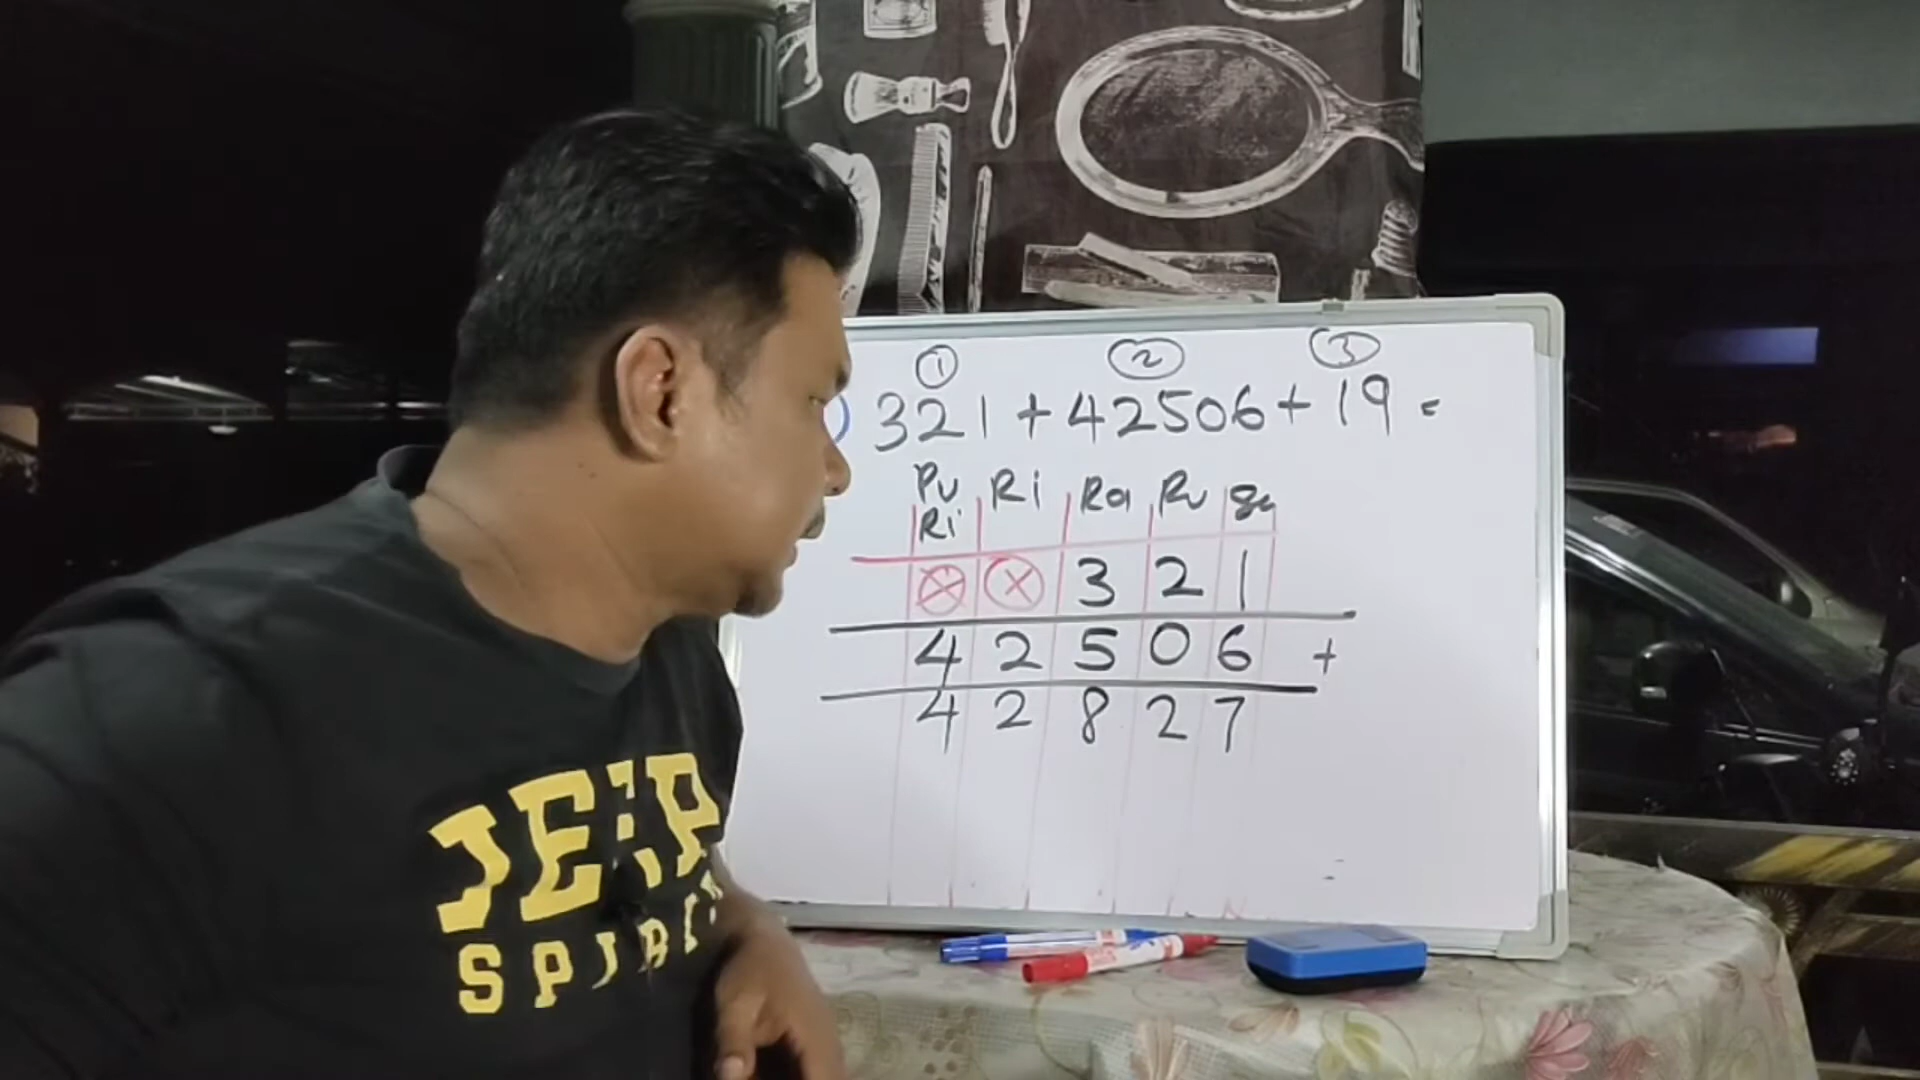 ① ② ③
) 321 + 42506 + 19 =
Pu Ri Ra Pu Sa
Ri
3 2 1
4 2 5 0 6 +
4 2 8 2 7
JEEP
SPIRIT